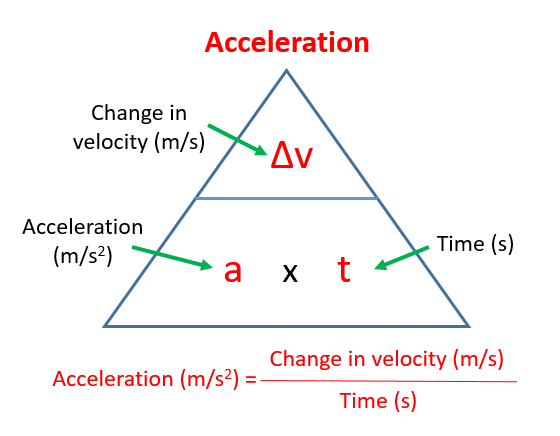 Acceleration
Change in
velocity (m/s)
Δv
Acceleration
(m/s²)
Time (s)
a x t
Acceleration (m/s²) = Change in velocity (m/s)
Time (s)